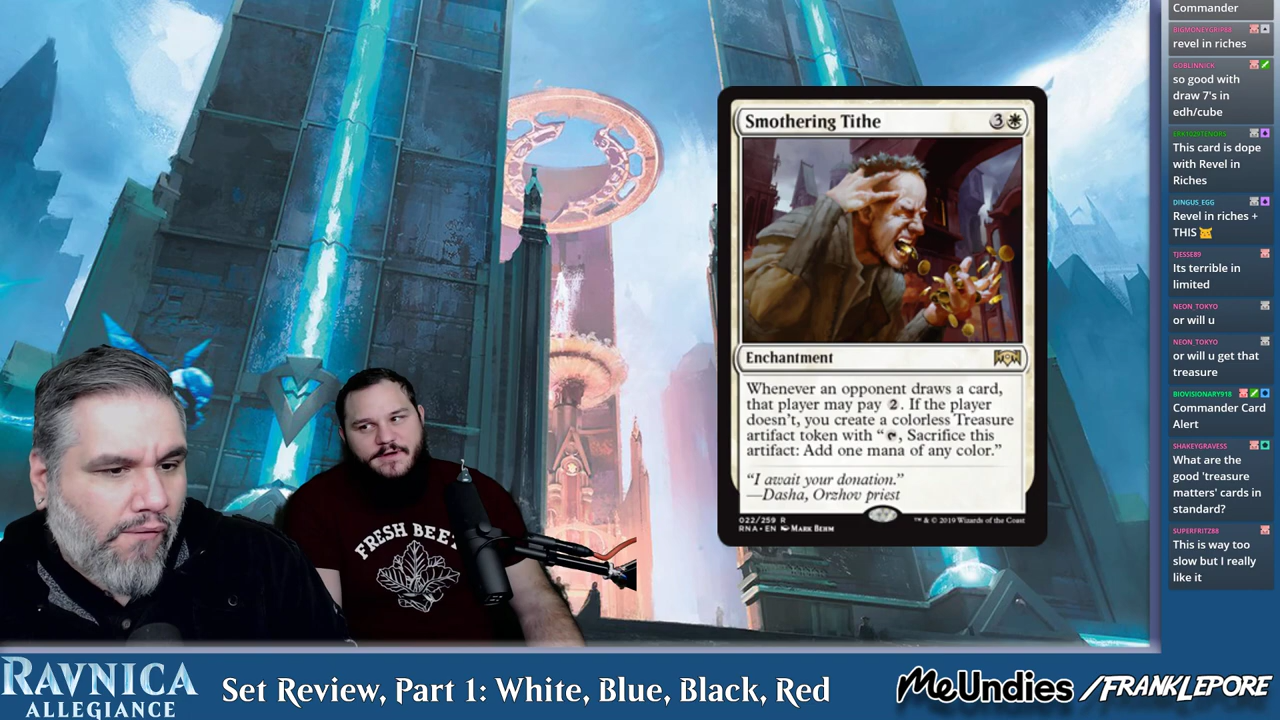 Smothering Tithe 3
Enchantment
Whenever an opponent draws a card,
that player may pay 2. If the player
doesn't, you create a colorless Treasure
artifact token with “, Sacrifice this
artifact: Add one mana of any color.”
“I await your donation.”
—Dasha, Orzhov priest
022/259 R
RNA • EN Mark Behm
™ & © 2019 Wizards of the Coast
FRESH BEE
Commander
BIGMONEYGRIP88
revel in riches
GOBLINNICK
so good with
draw 7's in
edh/cube
This card is dope
with Revel in
Riches
DINGUS_EGG
Revel in riches +
THIS
TJESSE89
Its terrible in
limited
NEON_TOKYO
or will u
NEON_TOKYO
or will u get that
treasure
BIOVISIONARY918
Commander Card
Alert
SHAKEYGRAVESS
What are the
good 'treasure
matters' cards in
standard?
SUPERFRITZ88
This is way too
slow but I really
like it
RAVNICA
ALLEGIANCE
Set Review, Part 1: White, Blue, Black, Red
MeUndies /FRANKLEPORE